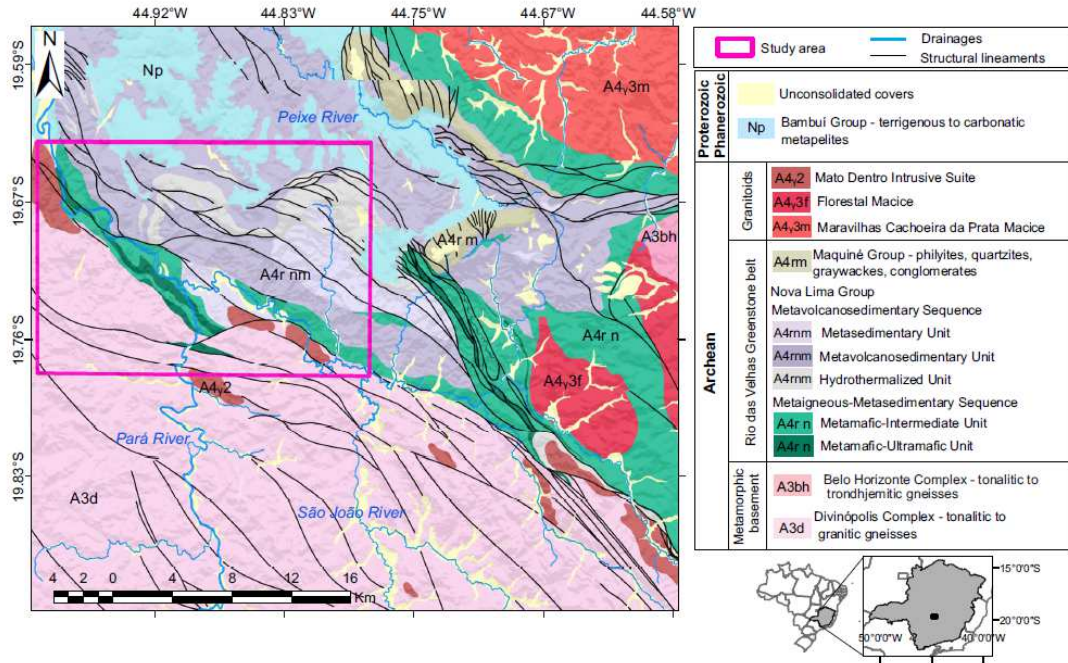 44.92°W
44.83°W
44.75°W
44.67°W
44.58°W
19.59°S
19.67°S
19.76°S
19.83°S
N
Np
Peixe River
A4γ3m
A3bh
A4r m
A4r nm
A4r n
A4γ3f
A4γ2
Pará River
A3d
São João River
4 2 0 4 8 12 16
Km
Study area
Drainages
Structural lineaments
Proterozoic
Phanerozoic
Unconsolidated covers
Np Bambuí Group - terrigenous to carbonatic
metapelites
Archean
Granitoids
A4γ2 Mato Dentro Intrusive Suite
A4γ3f Florestal Macice
A4γ3m Maravilhas Cachoeira da Prata Macice
Rio das Velhas Greenstone belt
A4rm Maquiné Group - phylites, quartzites,
graywackes, conglomerates
Nova Lima Group
Metavolcanosedimentary Sequence
A4rnm Metasedimentary Unit
A4rnm Metavolcanosedimentary Unit
A4rnm Hydrothermalized Unit
Metaigneous-Metasedimentary Sequence
A4r n Metamafic-Intermediate Unit
A4r n Metamafic-Ultramafic Unit
Metamorphic
basement
A3bh Belo Horizonte Complex - tonalitic to
trondhjemitic gneisses
A3d Divinópolis Complex - tonalitic to
granitic gneisses
15°0'0"S
20°0'0"S
50°0'0"W
40°0'0"W